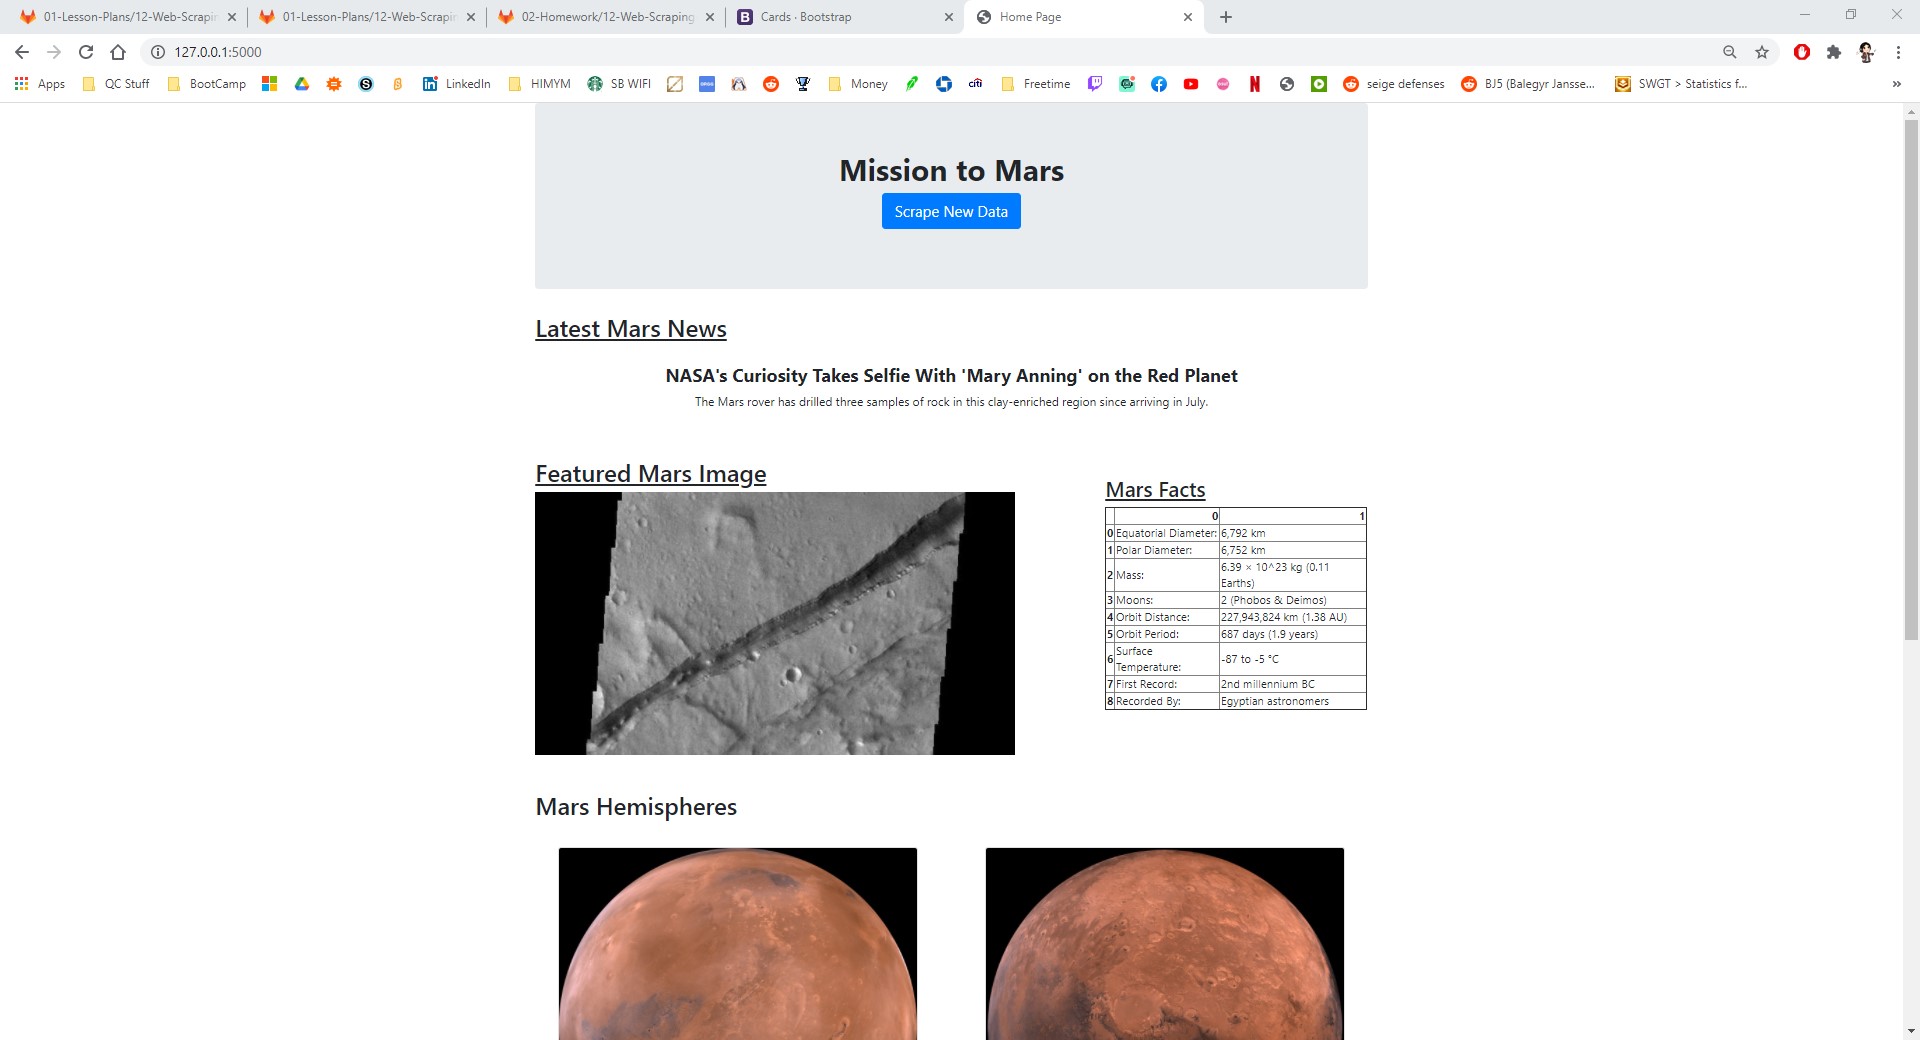 01-Lesson-Plans/12-Web-Scrapin
01-Lesson-Plans/12-Web-Scrapin
02-Homework/12-Web-Scraping
Cards · Bootstrap
Home Page
127.0.0.1:5000
Apps
QC Stuff
BootCamp
LinkedIn
HIMYM
SB WIFI
Money
citi
Freetime
seige defenses
BJ5 (Balegyr Jansse...
SWGT > Statistics f...
»
Mission to Mars
Scrape New Data
Latest Mars News
NASA's Curiosity Takes Selfie With 'Mary Anning' on the Red Planet
The Mars rover has drilled three samples of rock in this clay-enriched region since arriving in July.
Featured Mars Image
Mars Facts
0 1
0 Equatorial Diameter: 6,792 km
1 Polar Diameter: 6,752 km
2 Mass: 6.39 × 10^23 kg (0.11
Earths)
3 Moons: 2 (Phobos & Deimos)
4 Orbit Distance: 227,943,824 km (1.38 AU)
5 Orbit Period: 687 days (1.9 years)
6 Surface
Temperature: -87 to -5 °C
7 First Record: 2nd millennium BC
8 Recorded By: Egyptian astronomers
Mars Hemispheres